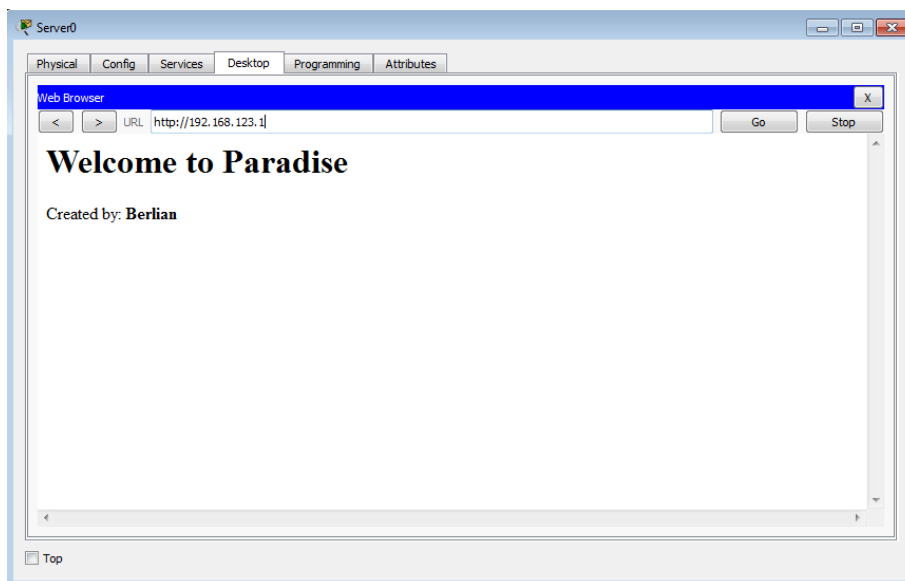 Server0
Physical Config Services Desktop Programming Attributes
Web Browser X
< > URL http://192.168.123.1 Go Stop
Welcome to Paradise
Created by: Berlian
Top